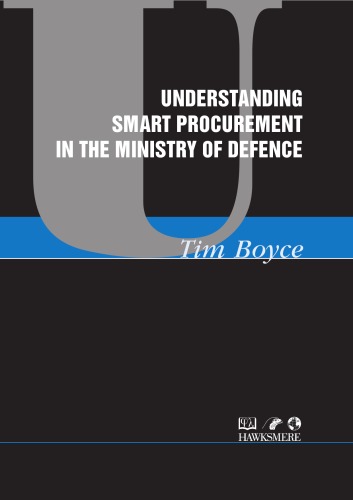 U
UNDERSTANDING
SMART PROCUREMENT
IN THE MINISTRY OF DEFENCE
Tim Boyce
HAWKSMERE